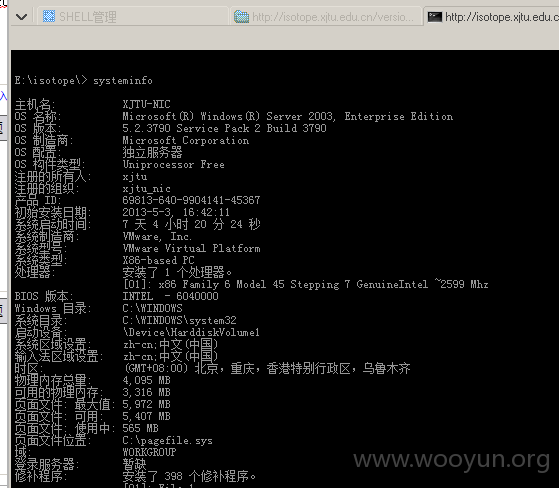 SHELL管理
http://isotope.xjtu.edu.cn/versio...
http://isotope.xjtu.edu.c
E:\isotope\> systeminfo
主机名: XJTU-NIC
OS 名称: Microsoft(R) Windows(R) Server 2003, Enterprise Edition
OS 版本: 5.2.3790 Service Pack 2 Build 3790
OS 制造商: Microsoft Corporation
OS 配置: 独立服务器
OS 构件类型: Uniprocessor Free
注册的所有人: xjtu
注册的组织: xjtu_nic
产品 ID: 69813-640-9904141-45367
初始安装日期: 2013-5-3, 16:42:11
系统启动时间: 7 天 4 小时 20 分 24 秒
系统制造商: VMware, Inc.
系统型号: VMware Virtual Platform
系统类型: X86-based PC
处理器: 安装了 1 个处理器。
[01]: x86 Family 6 Model 45 Stepping 7 GenuineIntel ~2599 Mhz
BIOS 版本: INTEL - 6040000
Windows 目录: C:\WINDOWS
系统目录: C:\WINDOWS\system32
启动设备: \Device\HarddiskVolume1
系统区域设置: zh-cn;中文(中国)
输入法区域设置: zh-cn;中文(中国)
时区: (GMT+08:00) 北京，重庆，香港特别行政区，乌鲁木齐
物理内存总量: 4,095 MB
可用的物理内存: 3,316 MB
页面文件: 最大值: 5,972 MB
页面文件: 可用: 5,407 MB
页面文件: 使用中: 565 MB
页面文件位置: C:\pagefile.sys
域: WORKGROUP
登录服务器: 暂缺
修补程序: 安装了 398 个修补程序。
[01]: File 1
www.wooyun.org